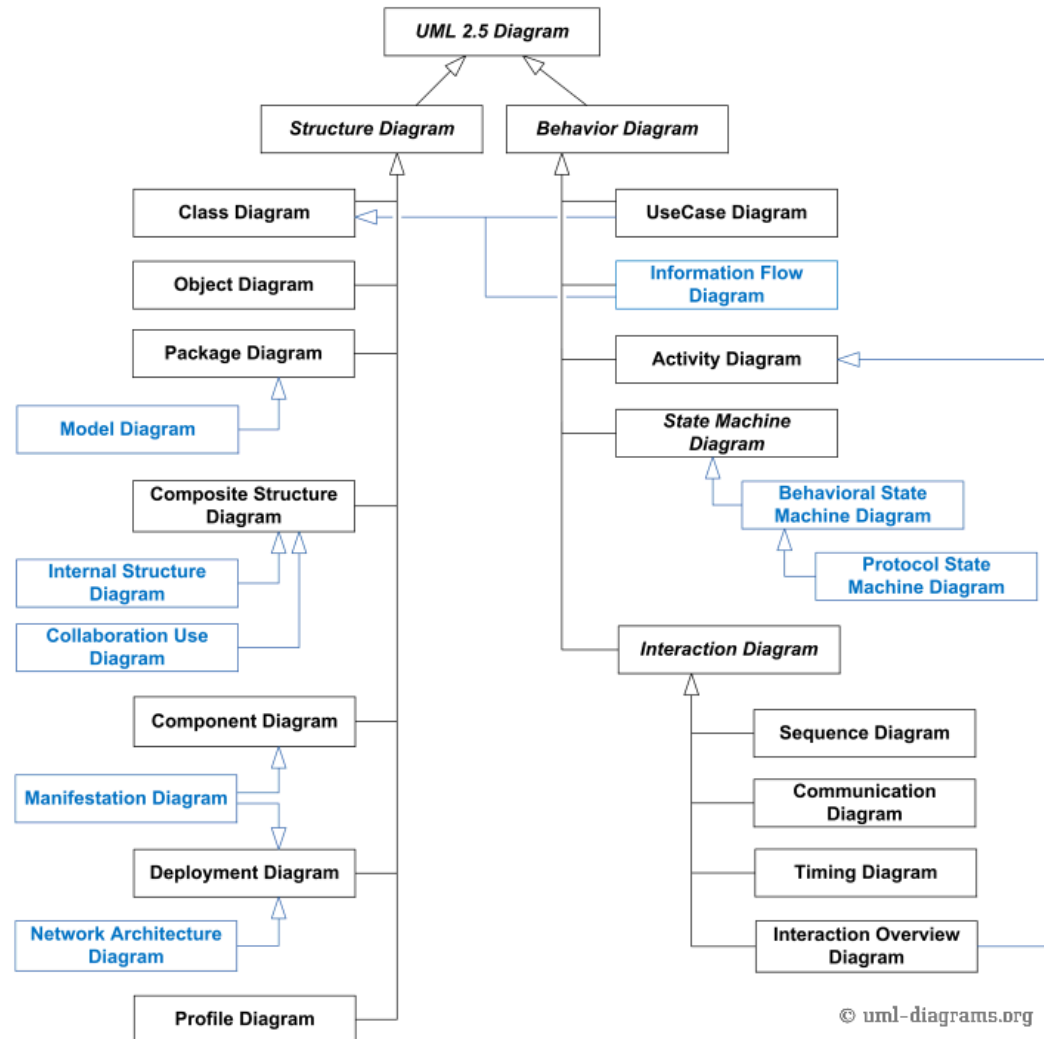 UML 2.5 Diagram
Structure Diagram
Behavior Diagram
Class Diagram
UseCase Diagram
Object Diagram
Information Flow
Diagram
Package Diagram
Activity Diagram
Model Diagram
State Machine
Diagram
Composite Structure
Diagram
Behavioral State
Machine Diagram
Internal Structure
Diagram
Protocol State
Machine Diagram
Collaboration Use
Diagram
Interaction Diagram
Component Diagram
Sequence Diagram
Manifestation Diagram
Communication
Diagram
Deployment Diagram
Timing Diagram
Network Architecture
Diagram
Interaction Overview
Diagram
Profile Diagram
© uml-diagrams.org